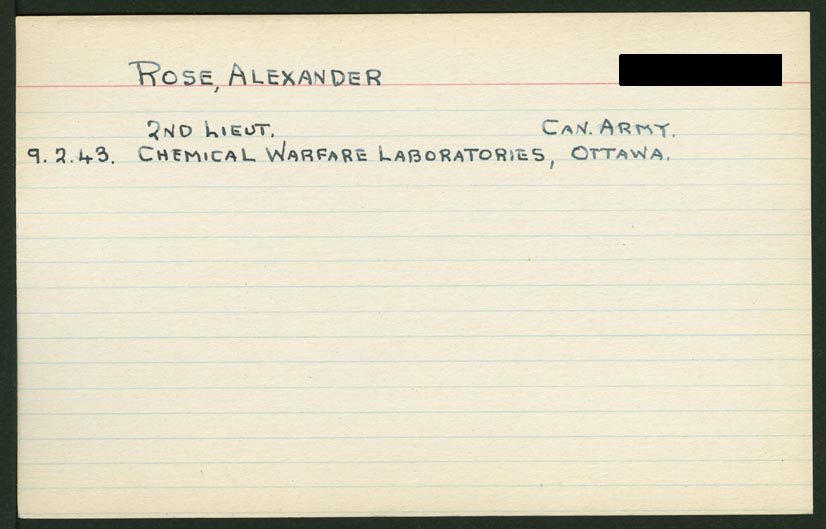 ROSE, ALEXANDER
2ND LIEUT. CAN. ARMY.
9.2.43. CHEMICAL WARFARE LABORATORIES, OTTAWA.